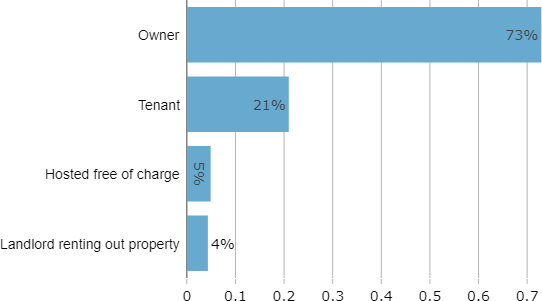 Owner 73%
Tenant 21%
Hosted free of charge 5%
Landlord renting out property 4%
0 0.1 0.2 0.3 0.4 0.5 0.6 0.7